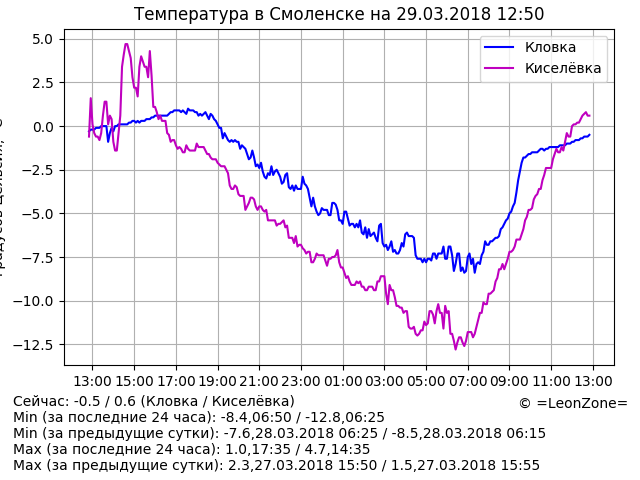 Температура в Смоленске на 29.03.2018 12:50
Кловка
Киселёвка
5.0
2.5
0.0
−2.5
−5.0
−7.5
−10.0
−12.5
13:00 15:00 17:00 19:00 21:00 23:00 01:00 03:00 05:00 07:00 09:00 11:00 13:00
Сейчас: -0.5 / 0.6 (Кловка / Киселёвка)
© =LeonZone=
Min (за последние 24 часа): -8.4,06:50 / -12.8,06:25
Min (за предыдущие сутки): -7.6,28.03.2018 06:25 / -8.5,28.03.2018 06:15
Max (за последние 24 часа): 1.0,17:35 / 4.7,14:35
Max (за предыдущие сутки): 2.3,27.03.2018 15:50 / 1.5,27.03.2018 15:55